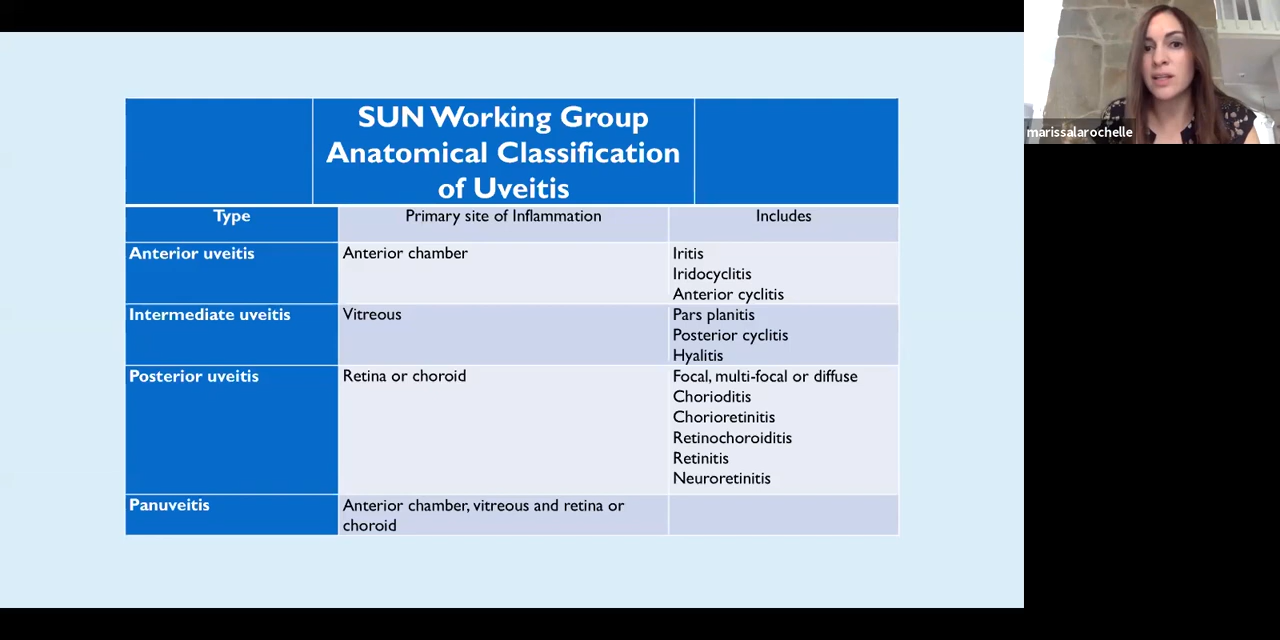 SUN Working Group
Anatomical Classification
of Uveitis
Type
Primary site of Inflammation
Includes
Anterior uveitis
Anterior chamber
Iritis
Iridocyclitis
Anterior cyclitis
Intermediate uveitis
Vitreous
Pars planitis
Posterior cyclitis
Hyalitis
Posterior uveitis
Retina or choroid
Focal, multi-focal or diffuse
Chorioditis
Chorioretinitis
Retinochoroiditis
Retinitis
Neuroretinitis
Panuveitis
Anterior chamber, vitreous and retina or
choroid
marissalarochelle